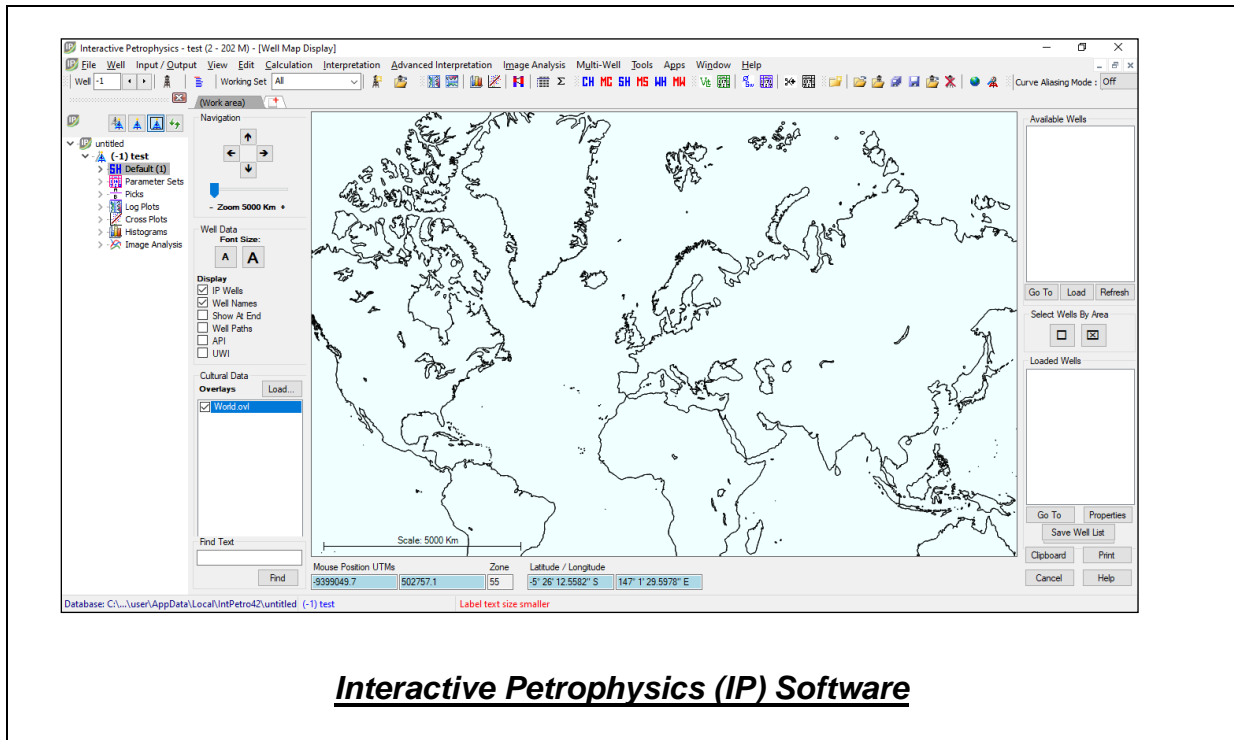 Interactive Petrophysics - test (2 - 202 M) - [Well Map Display]
File Well Input / Output View Edit Calculation Interpretation Advanced Interpretation Image Analysis Multi-Well Tools Apps Window Help
Well -1 Working Set All CH MC SH MS WH MW Curve Aliasing Mode : Off
(Work area)
untitled
(-1) test
SH Default (1)
Parameter Sets
Picks
Log Plots
Cross Plots
Histograms
Image Analysis
Navigation
- Zoom 5000 Km +
Well Data
Font Size:
A A
Display
IP Wells
Well Names
Show At End
Well Paths
API
UWI
Cultural Data
Overlays Load...
World.ovl
Find Text
Find
Scale: 5000 Km
Mouse Position UTMs Zone Latitude / Longitude
-9399049.7 502757.1 55 -5° 26' 12.5582" S 147° 1' 29.5978" E
Available Wells
Go To Load Refresh
Select Wells By Area
Loaded Wells
Go To Properties
Save Well List
Clipboard Print
Cancel Help
Database: C:\...\user\AppData\Local\IntPetro42\untitled (-1) test Label text size smaller
Interactive Petrophysics (IP) Software